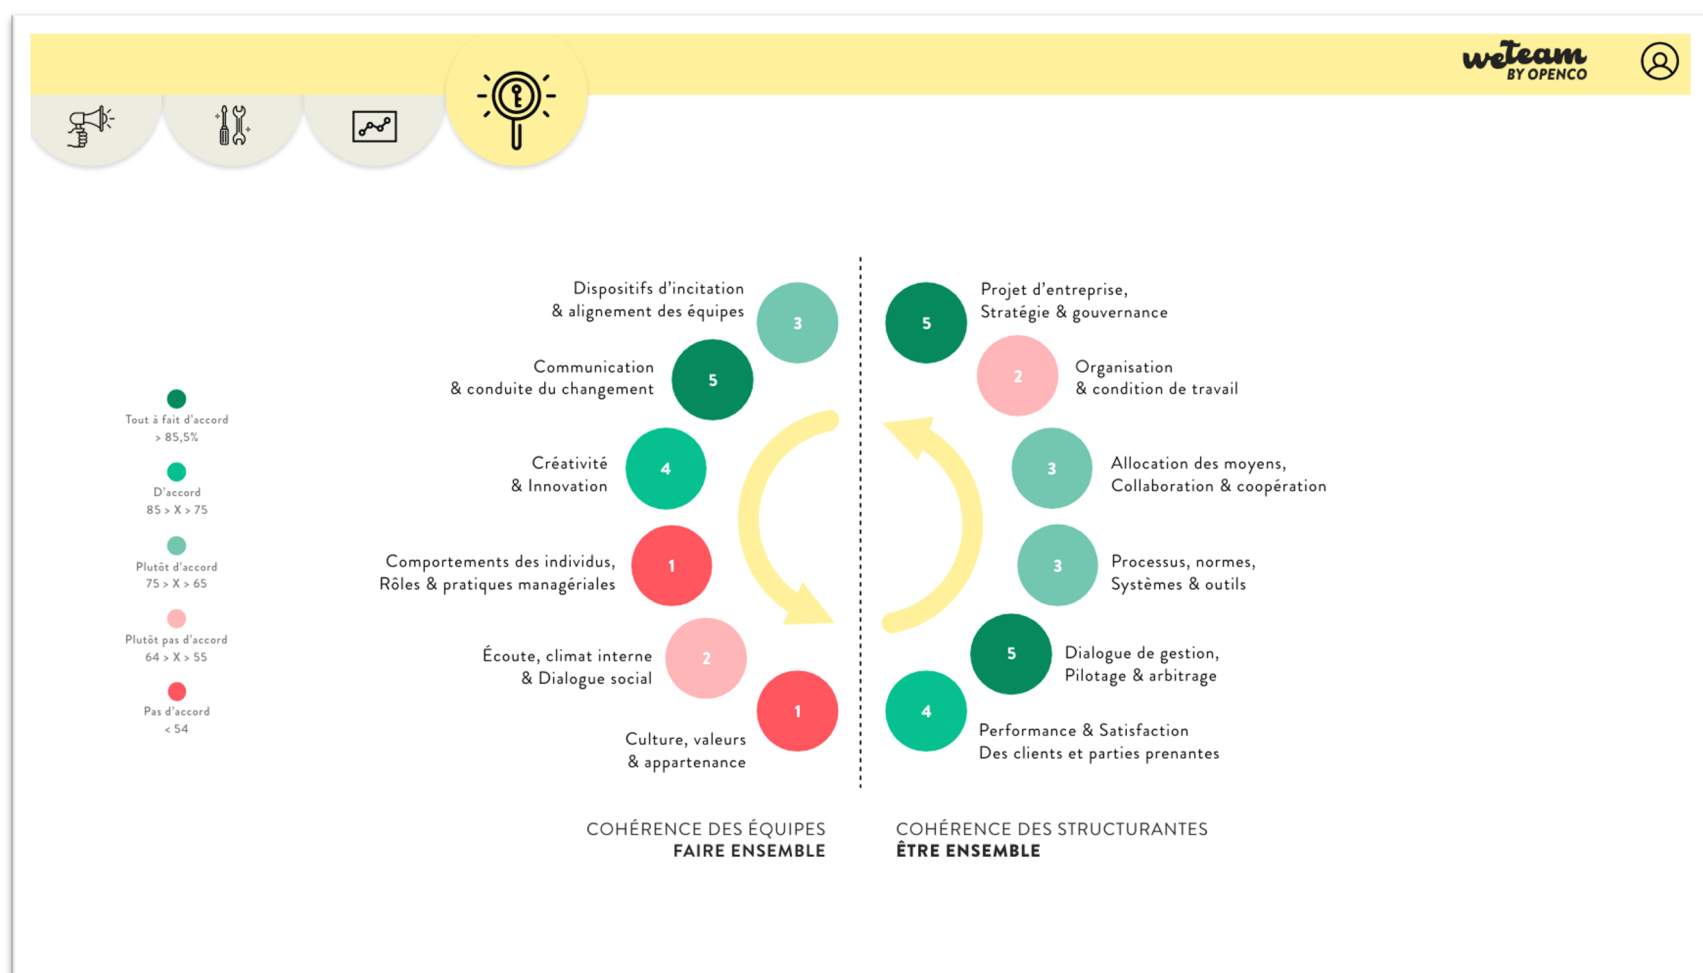 weteam
BY OPENCO
Tout à fait d'accord
> 85,5%
D'accord
85 > X > 75
Plutôt d'accord
75 > X > 65
Plutôt pas d'accord
64 > X > 55
Pas d'accord
< 54
Dispositifs d'incitation
& alignement des équipes
3
Communication
& conduite du changement
5
Créativité
& Innovation
4
Comportements des individus,
Rôles & pratiques managériales
1
Écoute, climat interne
& Dialogue social
2
Culture, valeurs
& appartenance
1
COHÉRENCE DES ÉQUIPES
FAIRE ENSEMBLE
5
Projet d'entreprise,
Stratégie & gouvernance
2
Organisation
& condition de travail
3
Allocation des moyens,
Collaboration & coopération
3
Processus, normes,
Systèmes & outils
5
Dialogue de gestion,
Pilotage & arbitrage
4
Performance & Satisfaction
Des clients et parties prenantes
COHÉRENCE DES STRUCTURANTES
ÊTRE ENSEMBLE